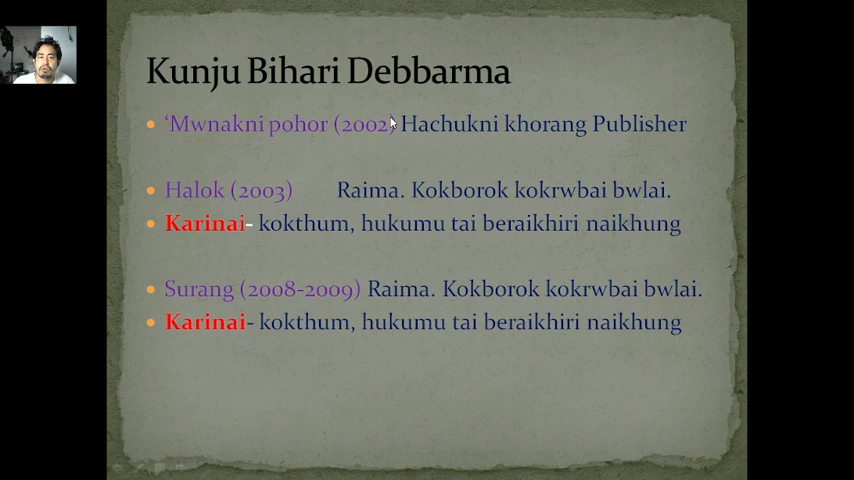 Kunju Bihari Debbarma
‘Mwnakni pohor (2002) Hachukni khorang Publisher
Halok (2003) Raima. Kokborok kokrwbai bwlai.
Karinai- kokthum, hukumu tai beraikhiri naikhung
Surang (2008-2009) Raima. Kokborok kokrwbai bwlai.
Karinai- kokthum, hukumu tai beraikhiri naikhung